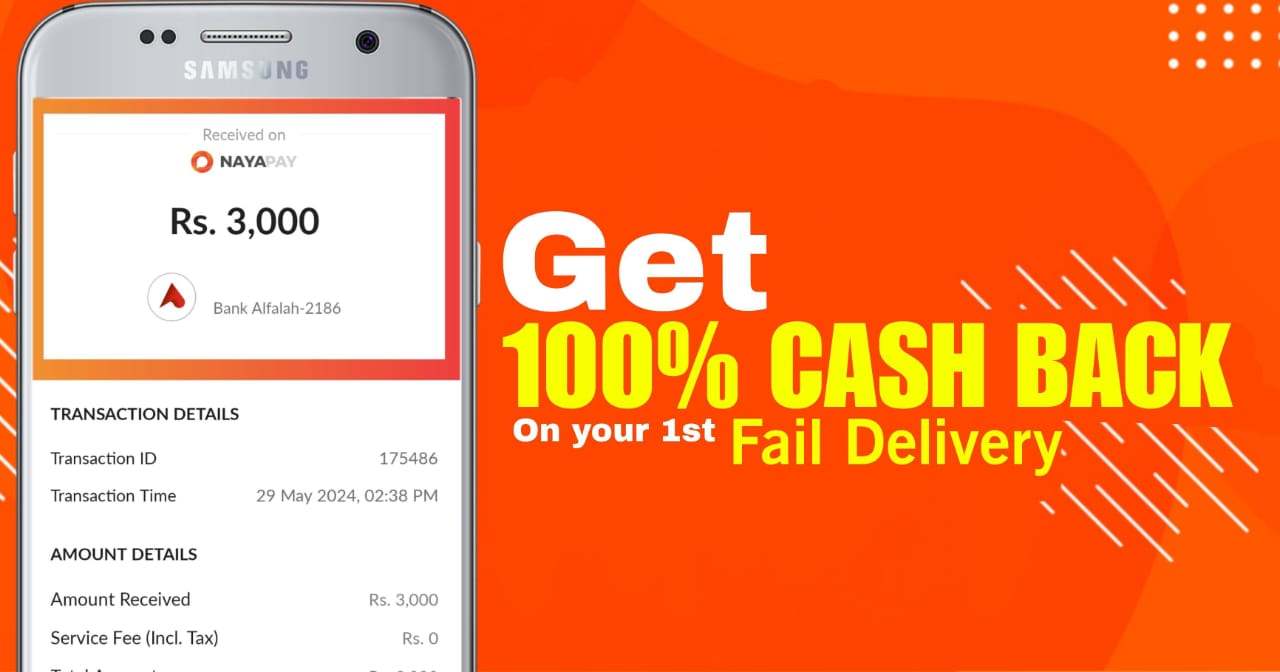 SAMSUNG
Received on
NAYAPAY
Rs. 3,000
Bank Alfalah-2186
TRANSACTION DETAILS
Transaction ID 175486
Transaction Time 29 May 2024, 02:38 PM
AMOUNT DETAILS
Amount Received Rs. 3,000
Service Fee (Incl. Tax) Rs. 0
Get
100% CASH BACK
On your 1st Fail Delivery